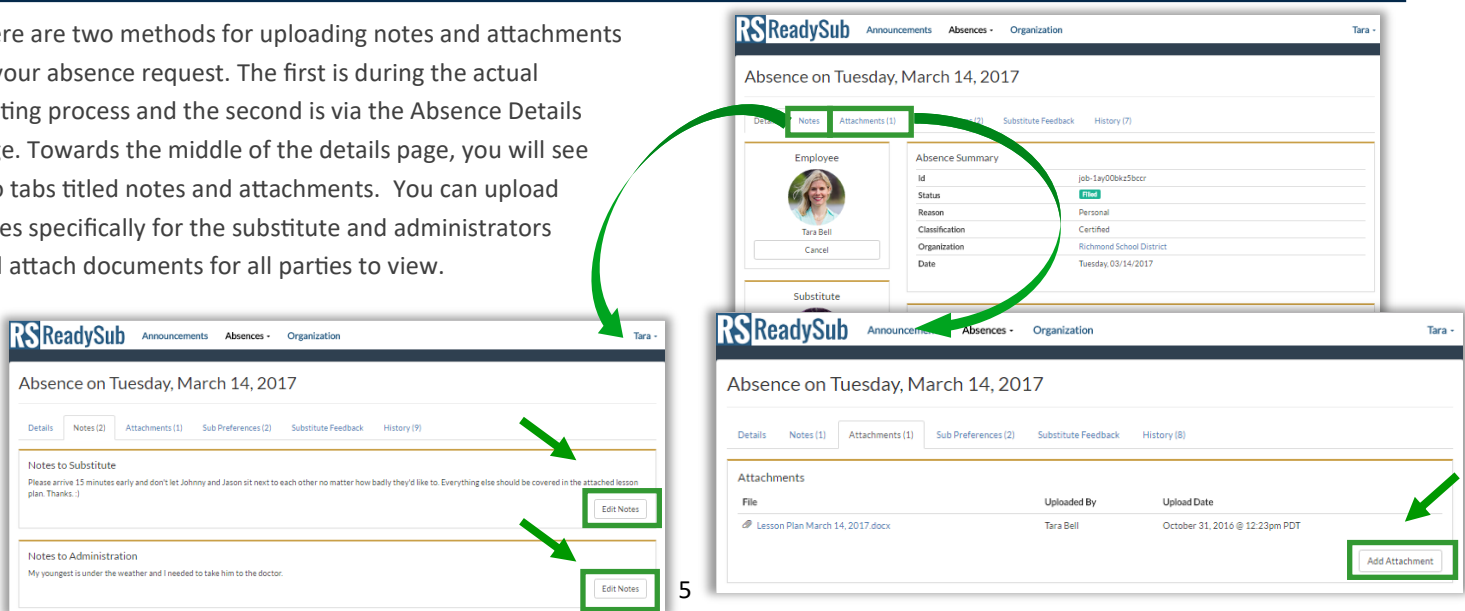 ere are two methods for uploading notes and attachments
your absence request. The first is during the actual
ting process and the second is via the Absence Details
ge. Towards the middle of the details page, you will see
o tabs titled notes and attachments. You can upload
es specifically for the substitute and administrators
d attach documents for all parties to view.
RS ReadySub Announcements Absences - Organization Tara -
Absence on Tuesday, March 14, 2017
Notes Attachments (1) (2) Substitute Feedback History (7)
Employee
Tara Bell
Cancel
Substitute
Absence Summary
Id job-1ay00bkz5bccr
Status Filled
Reason Personal
Classification Certified
Organization Richmond School District
Date Tuesday, 03/14/2017
RS ReadySub Announcements Absences - Organization Tara -
Absence on Tuesday, March 14, 2017
Details Notes (2) Attachments (1) Sub Preferences (2) Substitute Feedback History (9)
Notes to Substitute
Please arrive 15 minutes early and don't let Johnny and Jason sit next to each other no matter how badly they'd like to. Everything else should be covered in the attached lesson
plan. Thanks. :)
Edit Notes
Notes to Administration
My youngest is under the weather and I needed to take him to the doctor.
Edit Notes
RS ReadySub Absences - Organization Tara -
Absence on Tuesday, March 14, 2017
Details Notes (1) Attachments (1) Sub Preferences (2) Substitute Feedback History (8)
Attachments
File Uploaded By Upload Date
Lesson Plan March 14, 2017.docx Tara Bell October 31, 2016 @ 12:23pm PDT
Add Attachment
5